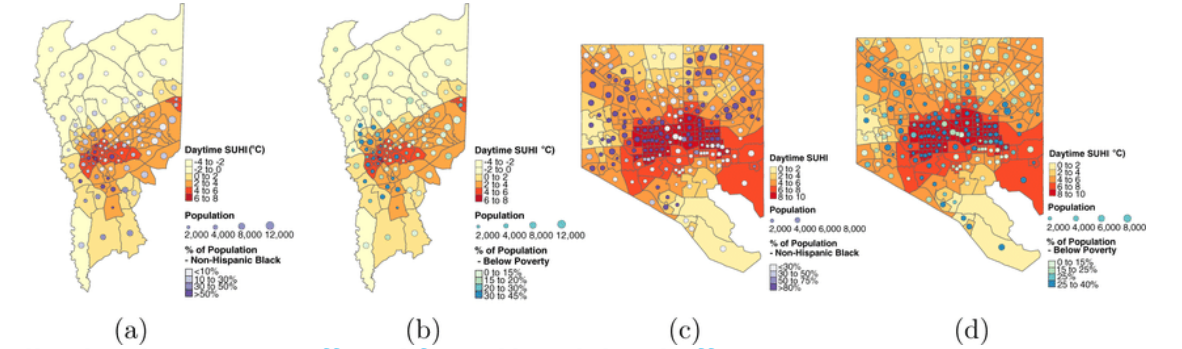 Daytime SUHI (°C)
-4 to -2
-2 to 0
0 to 2
2 to 4
4 to 6
6 to 8
Population
2,000 4,000 8,000 12,000
% of Population
- Non-Hispanic Black
<10%
10 to 30%
30 to 50%
>50%
(a)
Daytime SUHI (°C)
-4 to -2
-2 to 0
0 to 2
2 to 4
4 to 6
6 to 8
Population
2,000 4,000 8,000 12,000
% of Population
- Below Poverty
0 to 15%
15 to 20%
20 to 30%
30 to 45%
(b)
Daytime SUHI
0 to 2
2 to 4
4 to 6
6 to 8
8 to 10
Population
2,000 4,000 6,000 8,000
% of Population
- Non-Hispanic Black
<30%
30 to 50%
50 to 75%
>80%
(c)
Daytime SUHI °C)
0 to 2
2 to 4
4 to 6
6 to 8
8 to 10
Population
2,000 4,000 6,000 8,000
% of Population
- Below Poverty
0 to 15%
15 to 25%
25%
25 to 40%
(d)